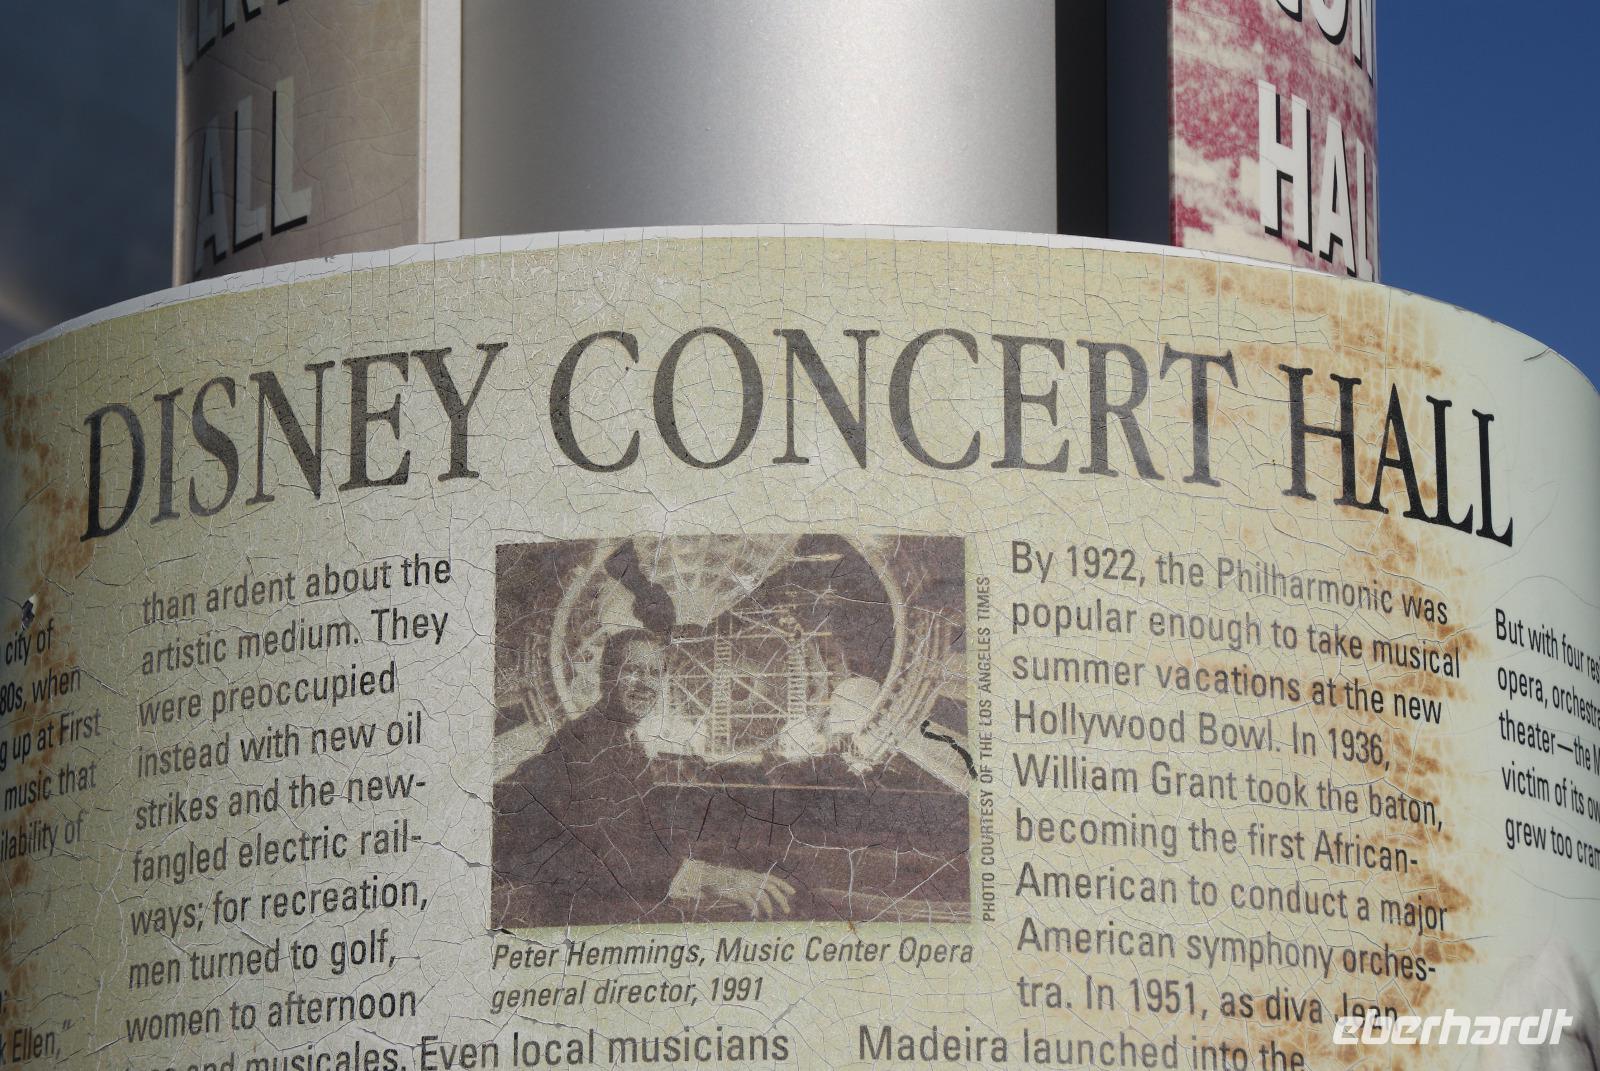 ALL
HAL
DISNEY CONCERT HALL
city of
80s, when
g up at First
music that
ilability of
k Ellen,"
than ardent about the
artistic medium. They
were preoccupied
instead with new oil
strikes and the new-
fangled electric rail-
ways; for recreation,
men turned to golf,
women to afternoon
and musicales. Even local musicians
PHOTO COURTESY OF THE LOS ANGELES TIMES
Peter Hemmings, Music Center Opera
general director, 1991
By 1922, the Philharmonic was
popular enough to take musical
summer vacations at the new
Hollywood Bowl. In 1936,
William Grant took the baton,
becoming the first African-
American to conduct a major
American symphony orches-
tra. In 1951, as diva Jean
Madeira launched into the
But with four res
opera, orchestra
theater—the M
victim of its ow
grew too cram
eberhardt